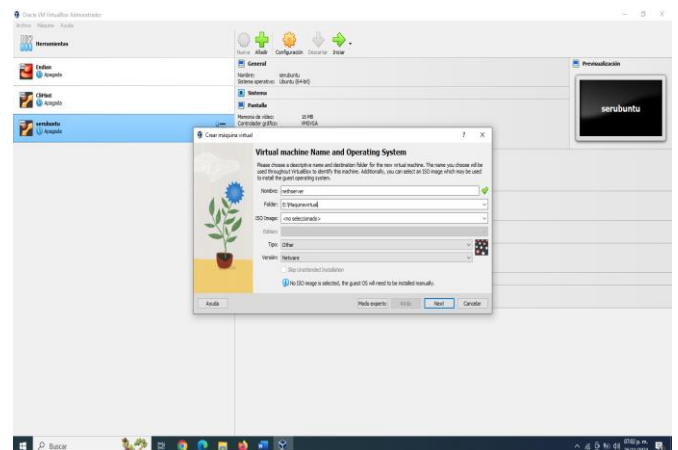 Oracle VM VirtualBox Administrador
Archivo Máquina Ayuda
Herramientas
Nueva Añadir Configuración Descartar Iniciar
Endian
Apagada
General
Nombre: serubuntu
Sistema operativo: Ubuntu (64-bit)
Previsualización
serubuntu
Sistema
Pantalla
Apagada
serubuntu
Apagada
Memoria de vídeo: 16 MB
Controlador gráfico: VMSVGA
Crear máquina virtual ? X
Virtual machine Name and Operating System
Please choose a descriptive name and destination folder for the new virtual machine. The name you choose will be
used throughout VirtualBox to identify this machine. Additionally, you can select an ISO image which may be used
to install the guest operating system.
Nombre: nethserver
Folder:
ISO Image: <no seleccionado>
Edition:
Tipo: Other
Versión: Netware
Skip Unattended Installation
No ISO image is selected, the guest OS will need to be installed manually.
Ayuda Modo experto Atrás Next Cancelar
Buscar